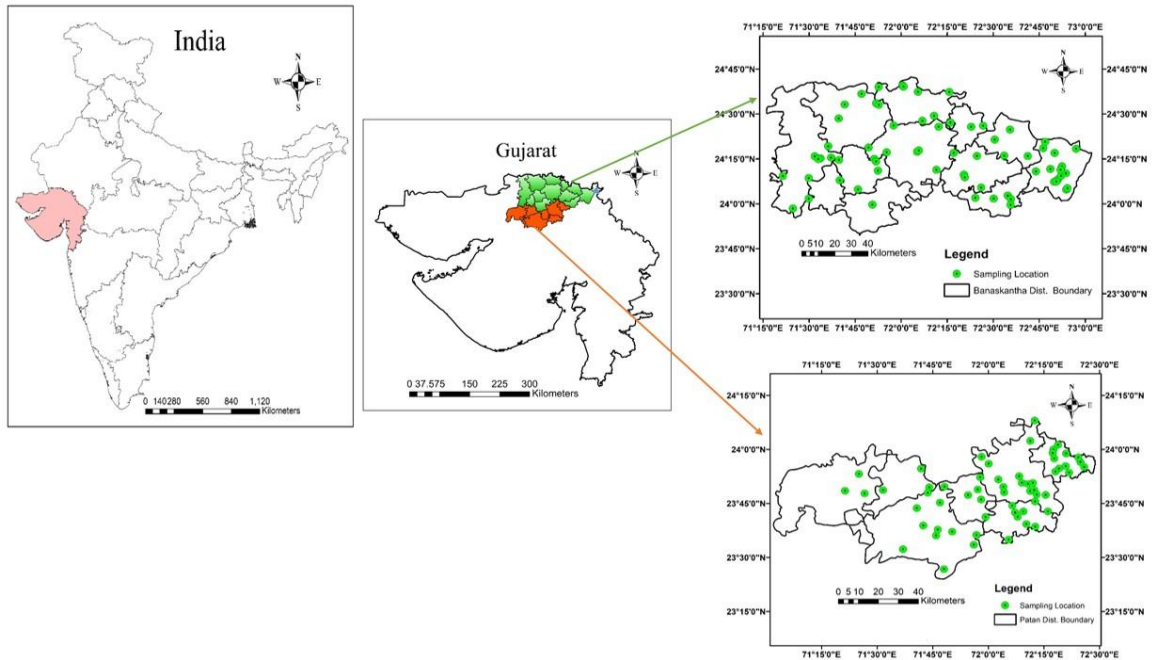 India
N
W E
S
0 140280 560 840 1,120
Kilometers
Gujarat
N
W E
S
0 37.575 150 225 300
Kilometers
71°15'0"E 71°30'0"E 71°45'0"E 72°0'0"E 72°15'0"E 72°30'0"E 72°45'0"E 73°0'0"E
N
W E
S
24°45'0"N 24°45'0"N
24°30'0"N 24°30'0"N
24°15'0"N 24°15'0"N
24°0'0"N 24°0'0"N
23°45'0"N 23°45'0"N
23°30'0"N 23°30'0"N
0 510 20 30 40
Kilometers
Legend
Sampling Location
Banaskantha Dist. Boundary
71°15'0"E 71°30'0"E 71°45'0"E 72°0'0"E 72°15'0"E 72°30'0"E 72°45'0"E 73°0'0"E
71°15'0"E 71°30'0"E 71°45'0"E 72°0'0"E 72°15'0"E 72°30'0"E
N
W E
S
24°15'0"N 24°15'0"N
24°0'0"N 24°0'0"N
23°45'0"N 23°45'0"N
23°30'0"N 23°30'0"N
23°15'0"N 23°15'0"N
0 5 10 20 30 40
Kilometers
Legend
Sampling Location
Patan Dist. Boundary
71°15'0"E 71°30'0"E 71°45'0"E 72°0'0"E 72°15'0"E 72°30'0"E